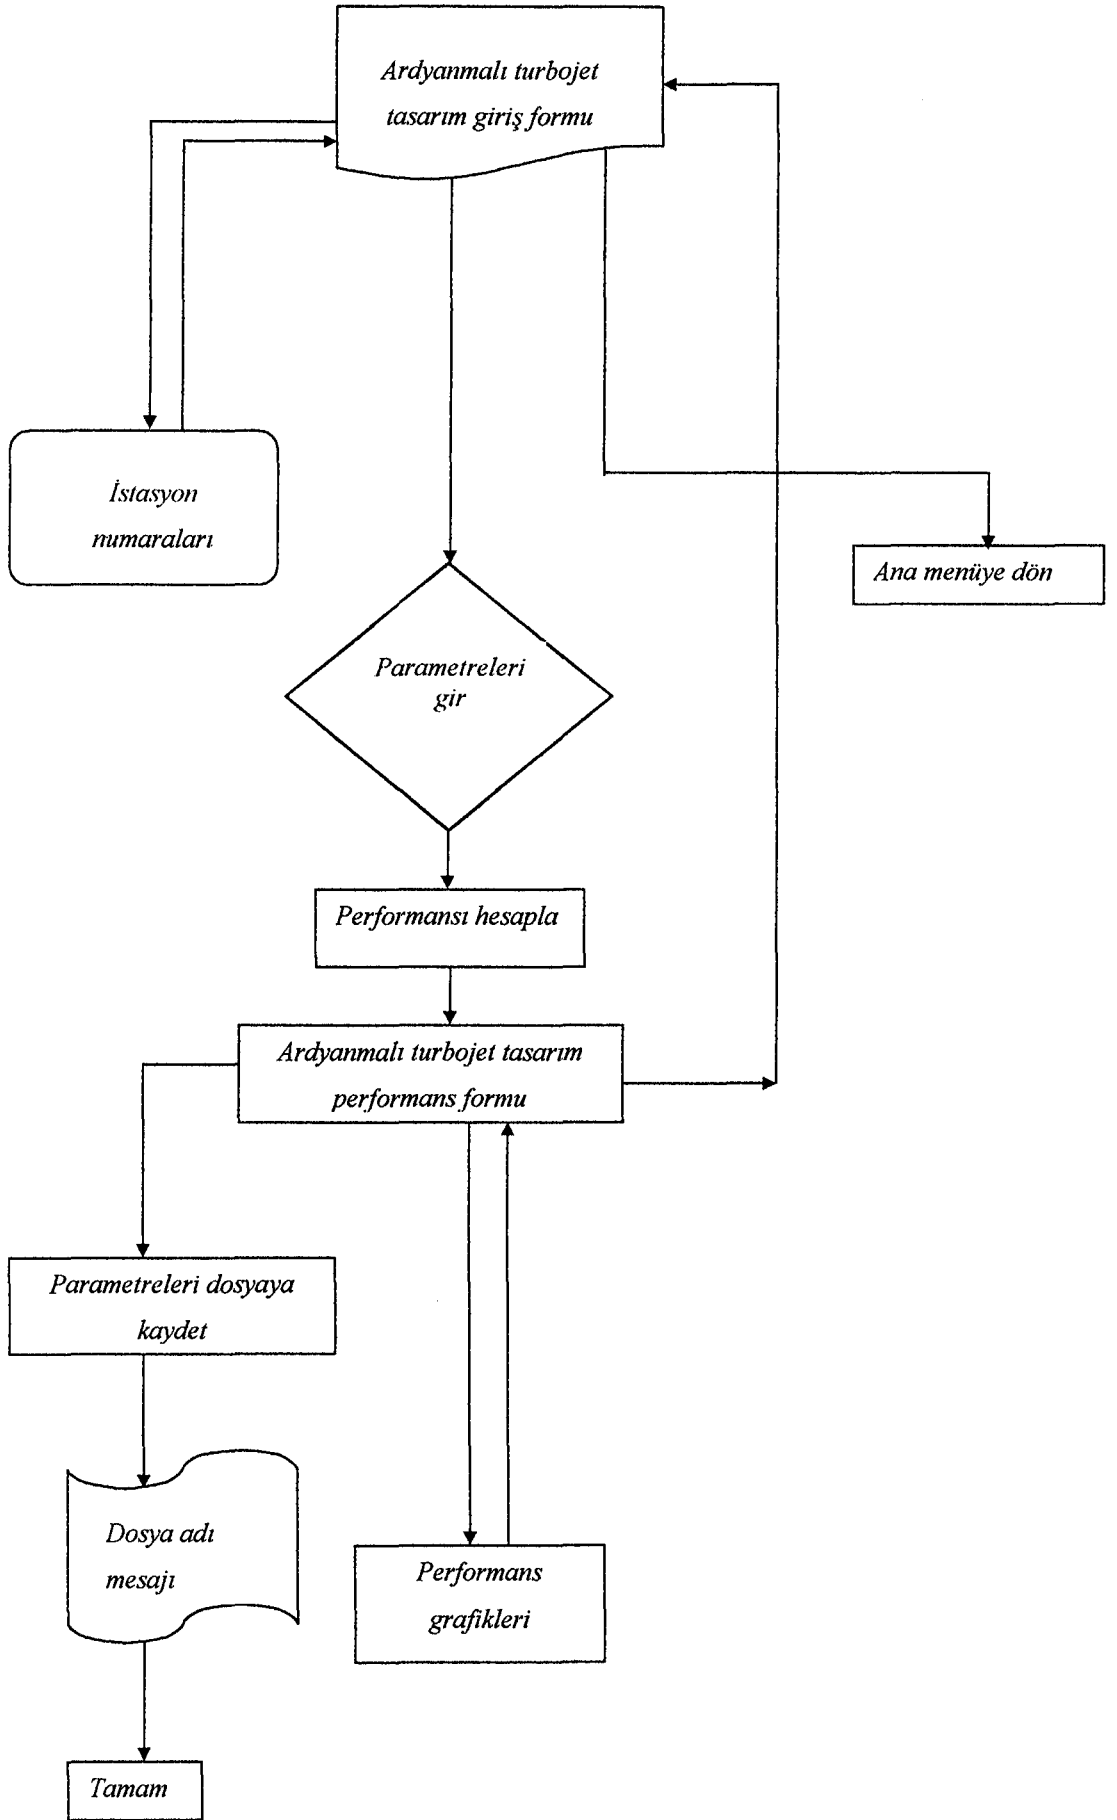 Ardyanmalı turbojet
tasarım giriş formu
İstasyon
numaraları
Ana menüye dön
Parametreleri
gir
Performansı hesapla
Ardyanmalı turbojet tasarım
performans formu
Parametreleri dosyaya
kaydet
Dosya adı
mesajı
Performans
grafikleri
Tamam